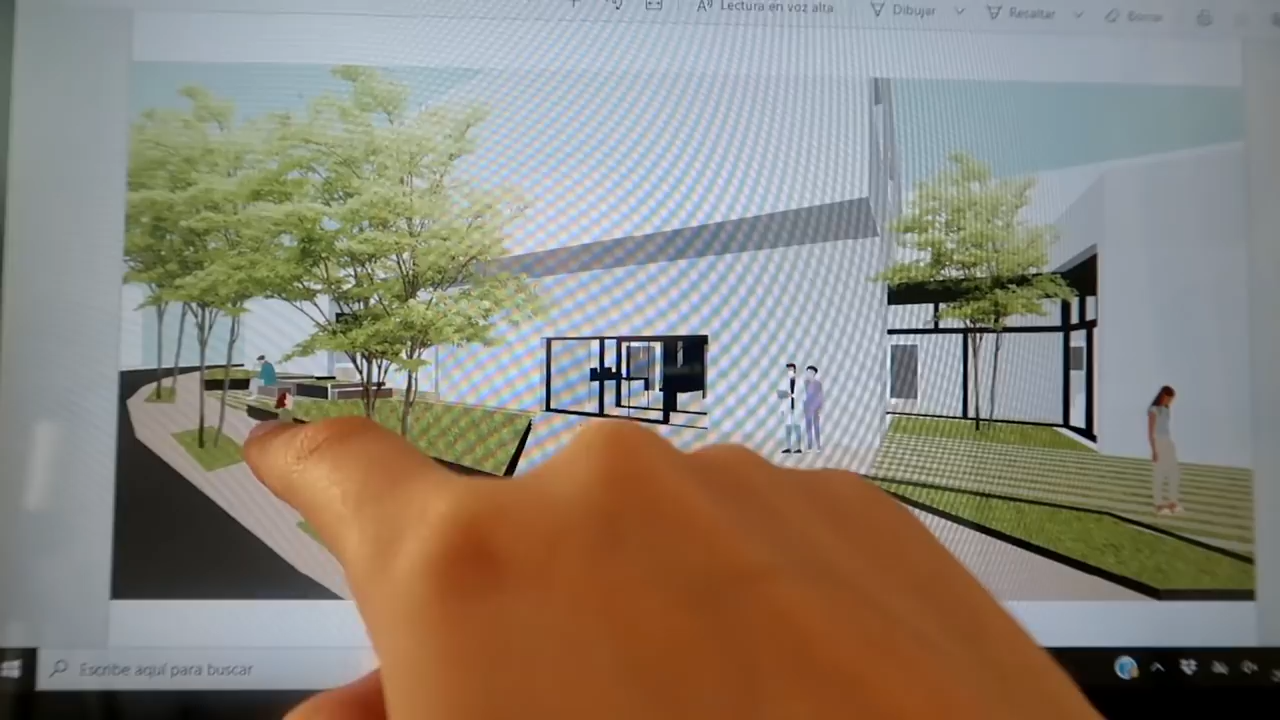 Lectura en voz alta
Dibujar
Resaltar
Borrar
Escribe aquí para buscar